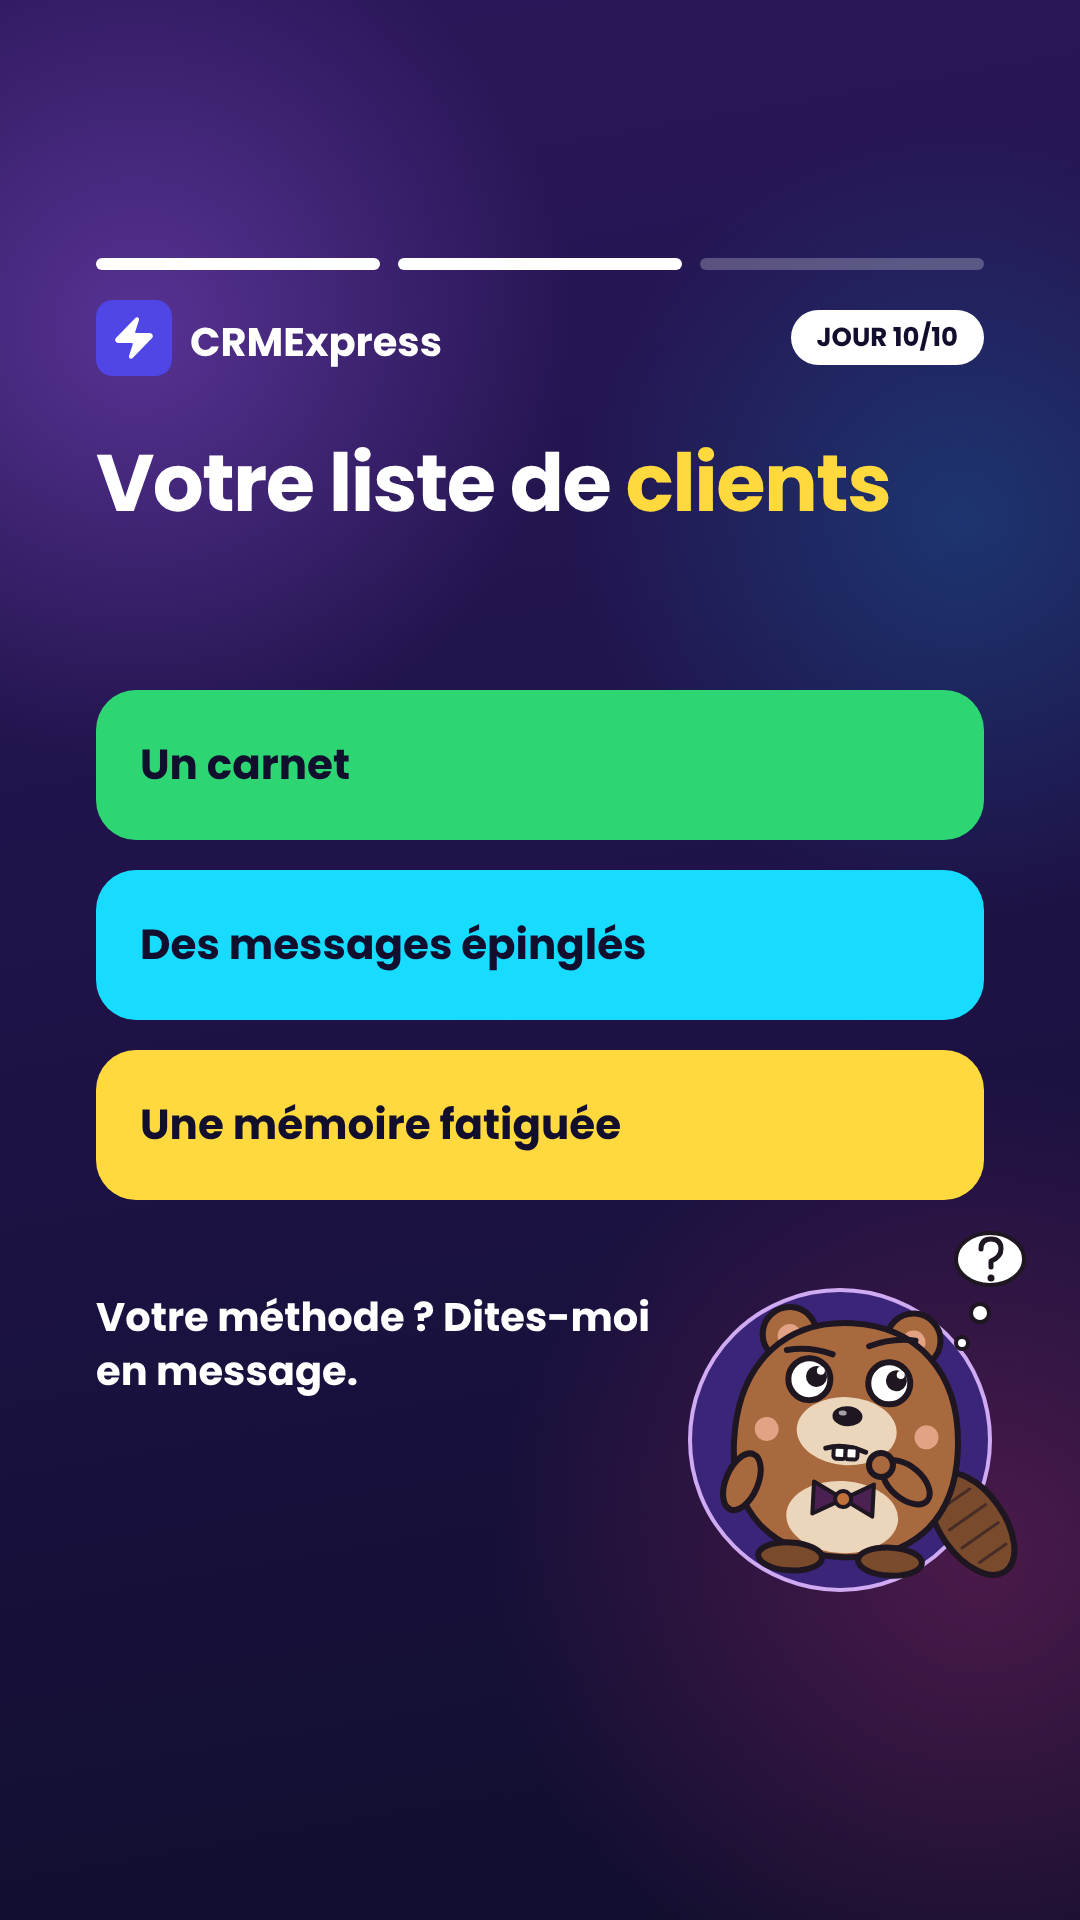 CRMExpress
JOUR 10/10
Votre liste de clients
Un carnet
Des messages épinglés
Une mémoire fatiguée
?
Votre méthode ? Dites-moi
en message.